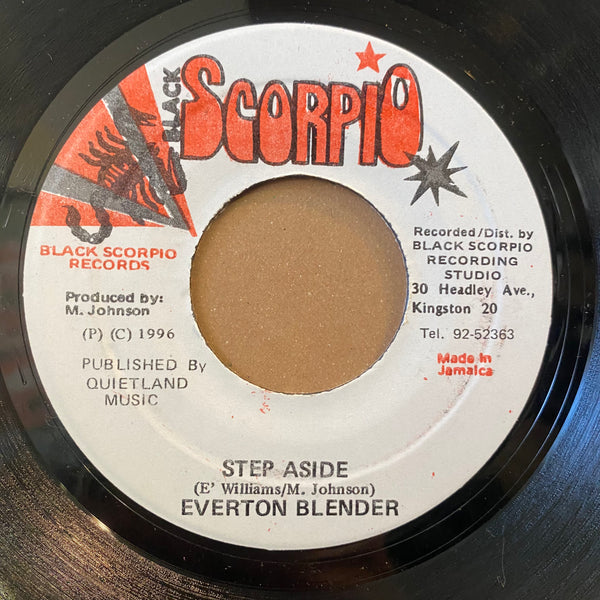 BLACK
SCORPIO
BLACK SCORPIO
RECORDS
Produced by:
M. Johnson
(P) (C) 1996
PUBLISHED By
QUIETLAND
MUSIC
Recorded/Dist. by
BLACK SCORPIO
RECORDING
STUDIO
30 Headley Ave.,
Kingston 20
Tel. 92-52363
Made in
Jamaica
STEP ASIDE
(E' Williams/M. Johnson)
EVERTON BLENDER